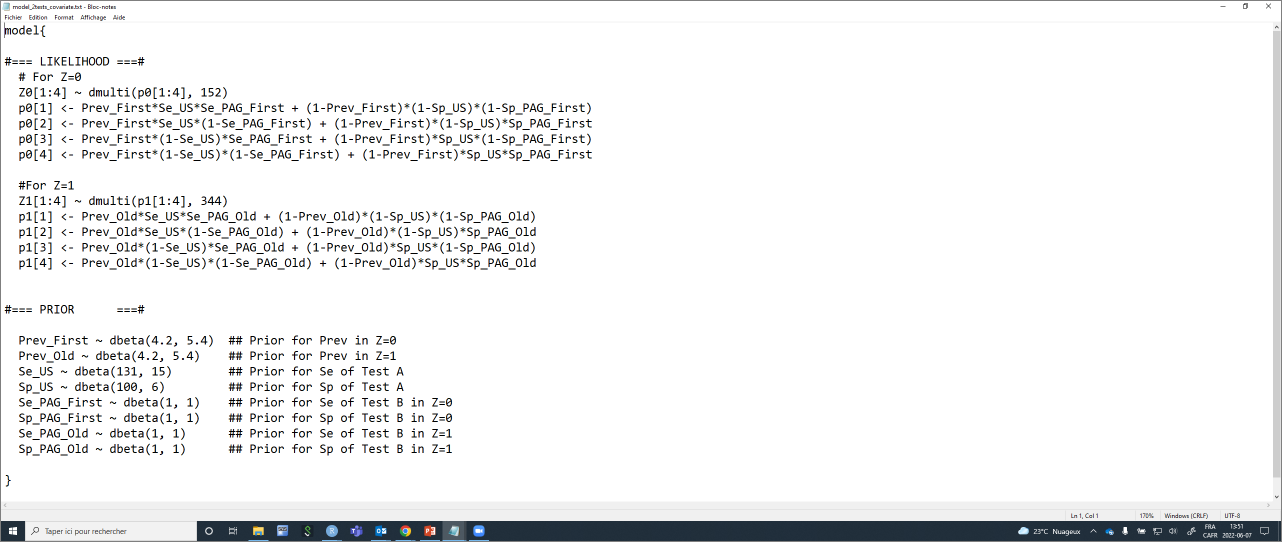 model_2tests_covariate.txt - Bloc-notes
Fichier Edition Format Affichage Aide
model{
#=== LIKELIHOOD ===#
# For Z=0
Z0[1:4] ~ dmulti(p0[1:4], 152)
p0[1] <- Prev_First*Se_US*Se_PAG_First + (1-Prev_First)*(1-Sp_US)*(1-Sp_PAG_First)
p0[2] <- Prev_First*Se_US*(1-Se_PAG_First) + (1-Prev_First)*(1-Sp_US)*Sp_PAG_First
p0[3] <- Prev_First*(1-Se_US)*Se_PAG_First + (1-Prev_First)*Sp_US*(1-Sp_PAG_First)
p0[4] <- Prev_First*(1-Se_US)*(1-Se_PAG_First) + (1-Prev_First)*Sp_US*Sp_PAG_First
#For Z=1
Z1[1:4] ~ dmulti(p1[1:4], 344)
p1[1] <- Prev_Old*Se_US*Se_PAG_Old + (1-Prev_Old)*(1-Sp_US)*(1-Sp_PAG_Old)
p1[2] <- Prev_Old*Se_US*(1-Se_PAG_Old) + (1-Prev_Old)*(1-Sp_US)*Sp_PAG_Old
p1[3] <- Prev_Old*(1-Se_US)*Se_PAG_Old + (1-Prev_Old)*Sp_US*(1-Sp_PAG_Old)
p1[4] <- Prev_Old*(1-Se_US)*(1-Se_PAG_Old) + (1-Prev_Old)*Sp_US*Sp_PAG_Old
#=== PRIOR ===#
Prev_First ~ dbeta(4.2, 5.4) ## Prior for Prev in Z=0
Prev_Old ~ dbeta(4.2, 5.4) ## Prior for Prev in Z=1
Se_US ~ dbeta(131, 15) ## Prior for Se of Test A
Sp_US ~ dbeta(100, 6) ## Prior for Sp of Test A
Se_PAG_First ~ dbeta(1, 1) ## Prior for Se of Test B in Z=0
Sp_PAG_First ~ dbeta(1, 1) ## Prior for Sp of Test B in Z=0
Se_PAG_Old ~ dbeta(1, 1) ## Prior for Se of Test B in Z=1
Sp_PAG_Old ~ dbeta(1, 1) ## Prior for Sp of Test B in Z=1
}
Ln 1, Col 1 170% Windows (CRLF) UTF-8
Taper ici pour rechercher
23°C Nuageux
FRA
CAFR
13:51
2022-06-07